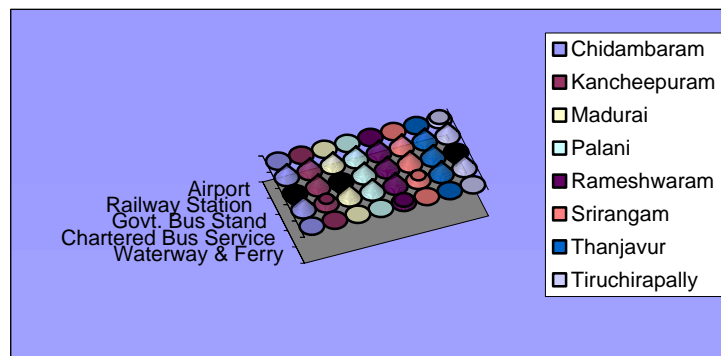 Airport
Railway Station
Govt. Bus Stand
Chartered Bus Service
Waterway & Ferry
Chidambaram
Kancheepuram
Madurai
Palani
Rameshwaram
Srirangam
Thanjavur
Tiruchirapally